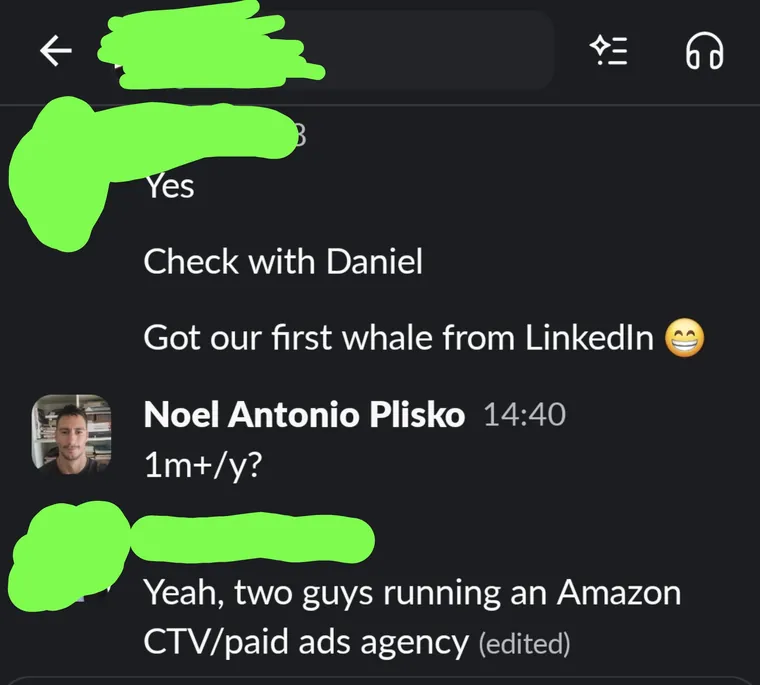 Yes
Check with Daniel
Got our first whale from LinkedIn 😁
Noel Antonio Plisko 14:40
1m+/y?
Yeah, two guys running an Amazon
CTV/paid ads agency (edited)